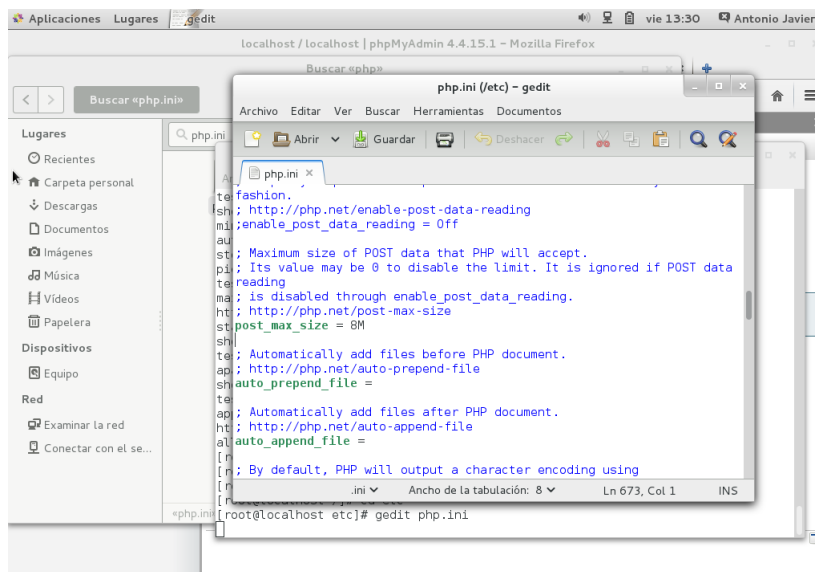 Aplicaciones Lugares gedit vie 13:30 Antonio Javier
localhost / localhost | phpMyAdmin 4.4.15.1 - Mozilla Firefox
Buscar «php»
Buscar «php.ini»
php.ini
Lugares
Recientes
Carpeta personal
Descargas
Documentos
Imágenes
Música
Vídeos
Papelera
Dispositivos
Equipo
Red
Examinar la red
Conectar con el se...
php.ini (/etc) - gedit
Archivo Editar Ver Buscar Herramientas Documentos
Abrir Guardar Deshacer
php.ini ×
fashion.
; http://php.net/enable-post-data-reading
;enable_post_data_reading = Off
; Maximum size of POST data that PHP will accept.
; Its value may be 0 to disable the limit. It is ignored if POST data
reading
; is disabled through enable_post_data_reading.
; http://php.net/post-max-size
post_max_size = 8M
; Automatically add files before PHP document.
; http://php.net/auto-prepend-file
auto_prepend_file =
; Automatically add files after PHP document.
; http://php.net/auto-append-file
auto_append_file =
; By default, PHP will output a character encoding using
.ini Ancho de la tabulación: 8 Ln 673, Col 1 INS
«php.ini
[root@localhost etc]# gedit php.ini